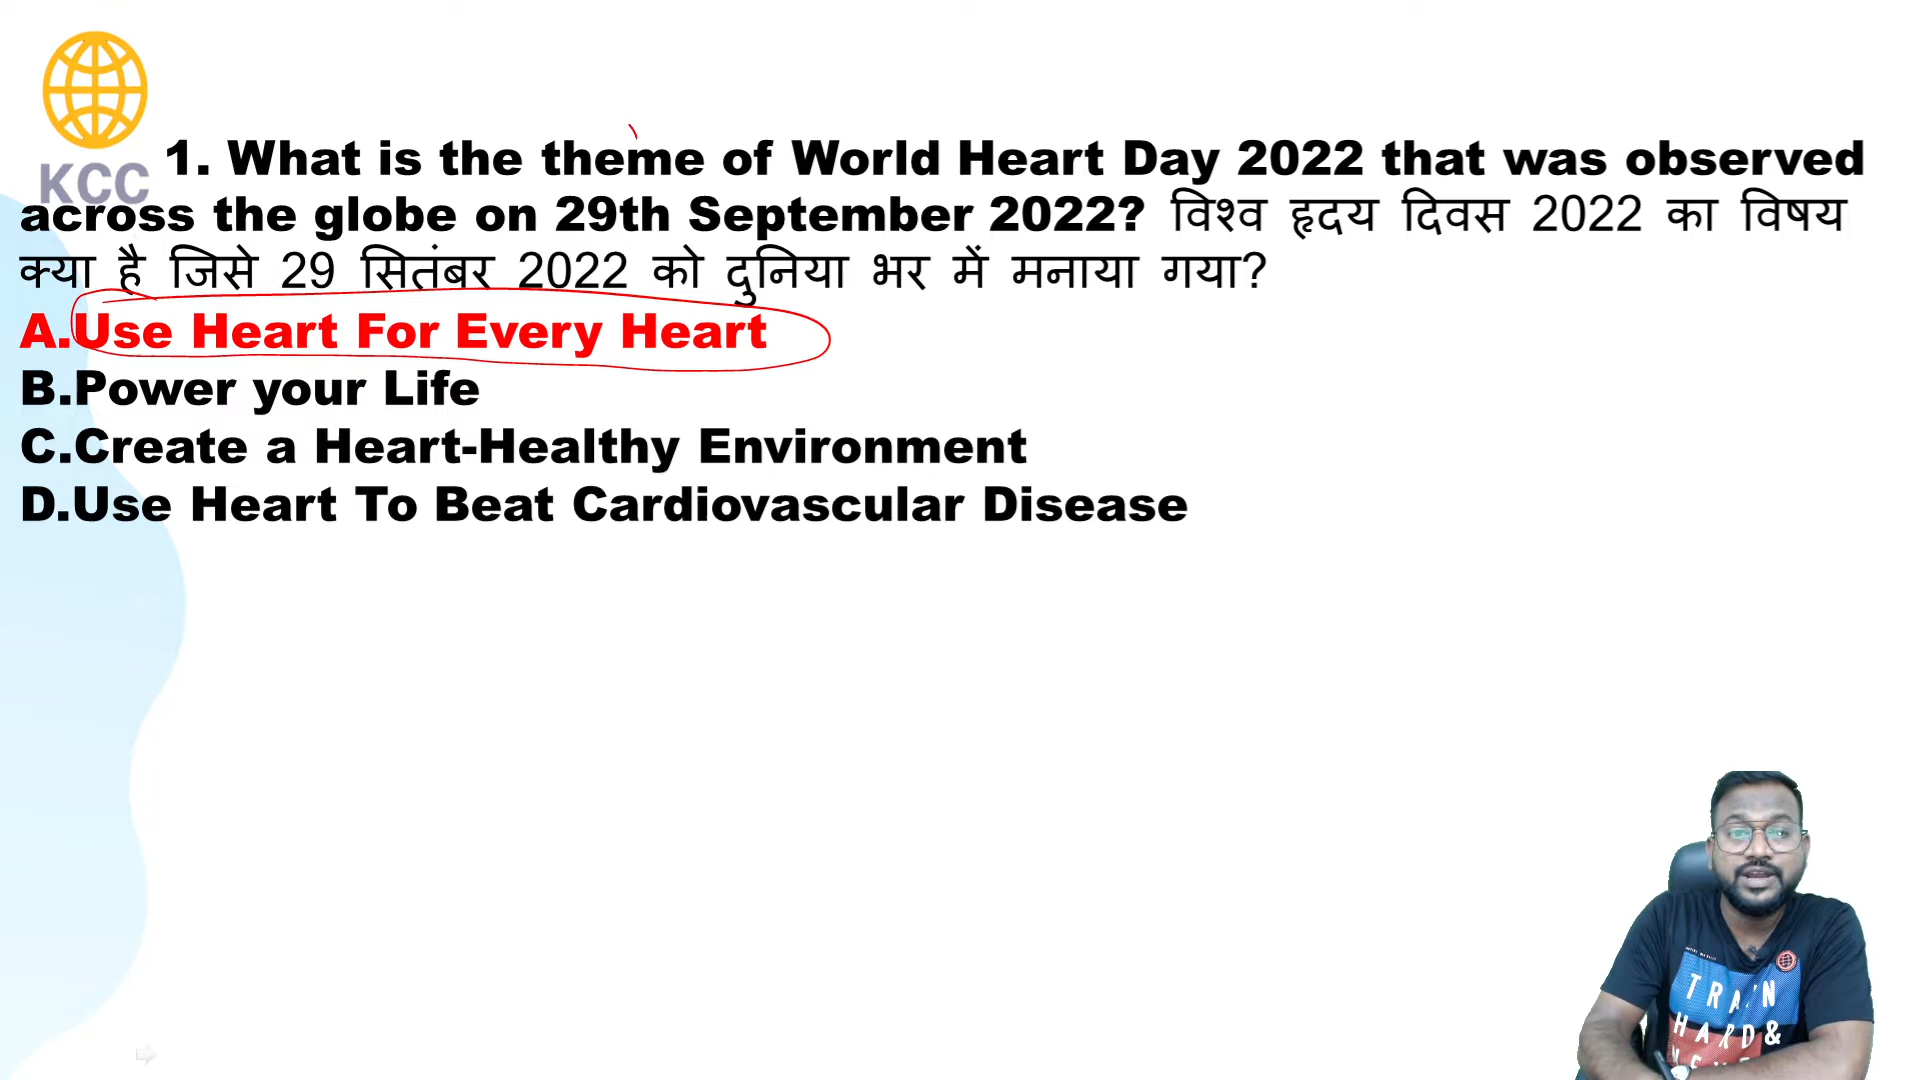 KCC
1. What is the theme of World Heart Day 2022 that was observed
across the globe on 29th September 2022? विश्व हृदय दिवस 2022 का विषय
क्या है जिसे 29 सितंबर 2022 को दुनिया भर में मनाया गया?
A.Use Heart For Every Heart
B.Power your Life
C.Create a Heart-Healthy Environment
D.Use Heart To Beat Cardiovascular Disease
TRA'N
HARD&